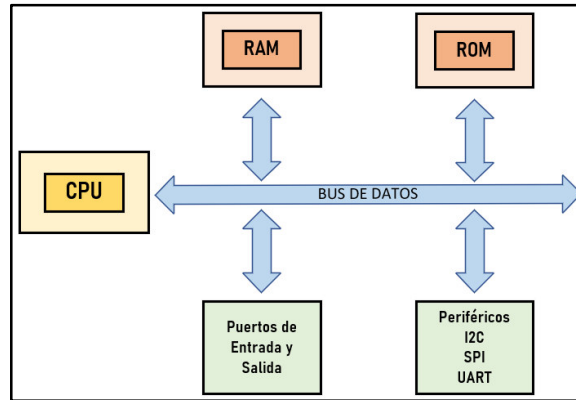 RAM
ROM
CPU
BUS DE DATOS
Puertos de
Entrada y
Salida
Periféricos
I2C
SPI
UART